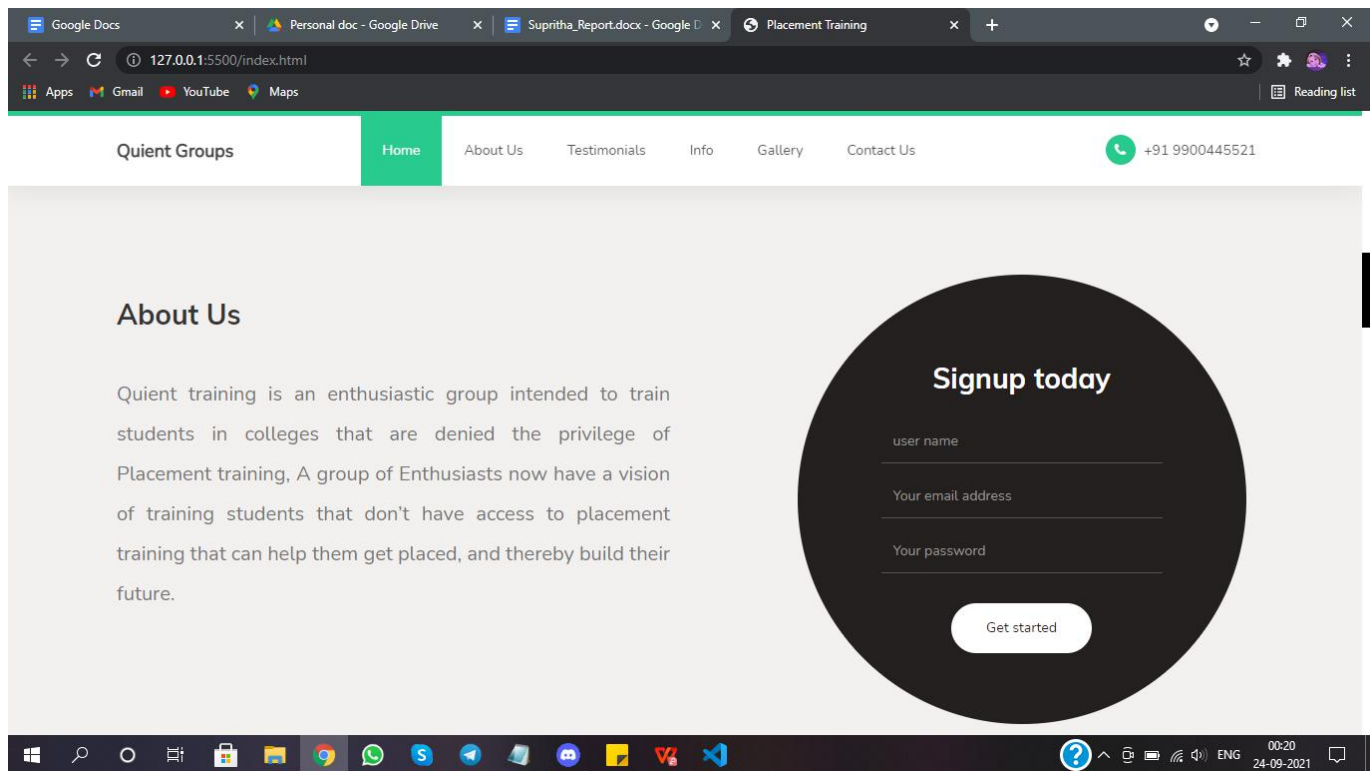 Google Docs
Personal doc - Google Drive
Supritha_Report.docx - Google D
Placement Training
127.0.0.1:5500/index.html
Apps
Gmail
YouTube
Maps
Reading list
Quient Groups
Home
About Us
Testimonials
Info
Gallery
Contact Us
+91 9900445521
About Us
Quient training is an enthusiastic group intended to train
students in colleges that are denied the privilege of
Placement training, A group of Enthusiasts now have a vision
of training students that don't have access to placement
training that can help them get placed, and thereby build their
future.
Signup today
user name
Your email address
Your password
Get started
ENG
00:20
24-09-2021